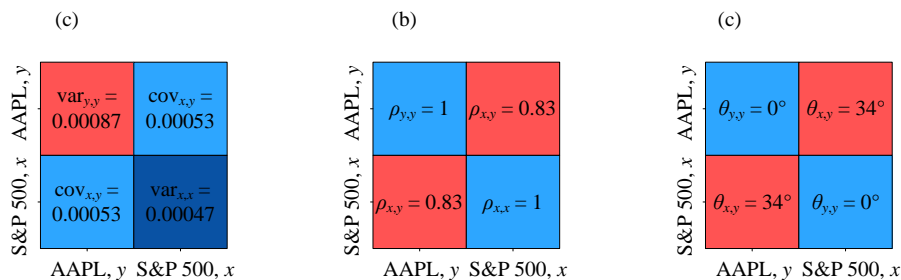 (c)
AAPL, y
S&P 500, x
var_{y,y} =
0.00087
cov_{x,y} =
0.00053
cov_{x,y} =
0.00053
var_{x,x} =
0.00047
AAPL, y
S&P 500, x
(b)
AAPL, y
S&P 500, x
ρ_{y,y} = 1
ρ_{x,y} = 0.83
ρ_{x,y} = 0.83
ρ_{x,x} = 1
AAPL, y
S&P 500, x
(c)
AAPL, y
S&P 500, x
θ_{y,y} = 0°
θ_{x,y} = 34°
θ_{x,y} = 34°
θ_{y,y} = 0°
AAPL, y
S&P 500, x